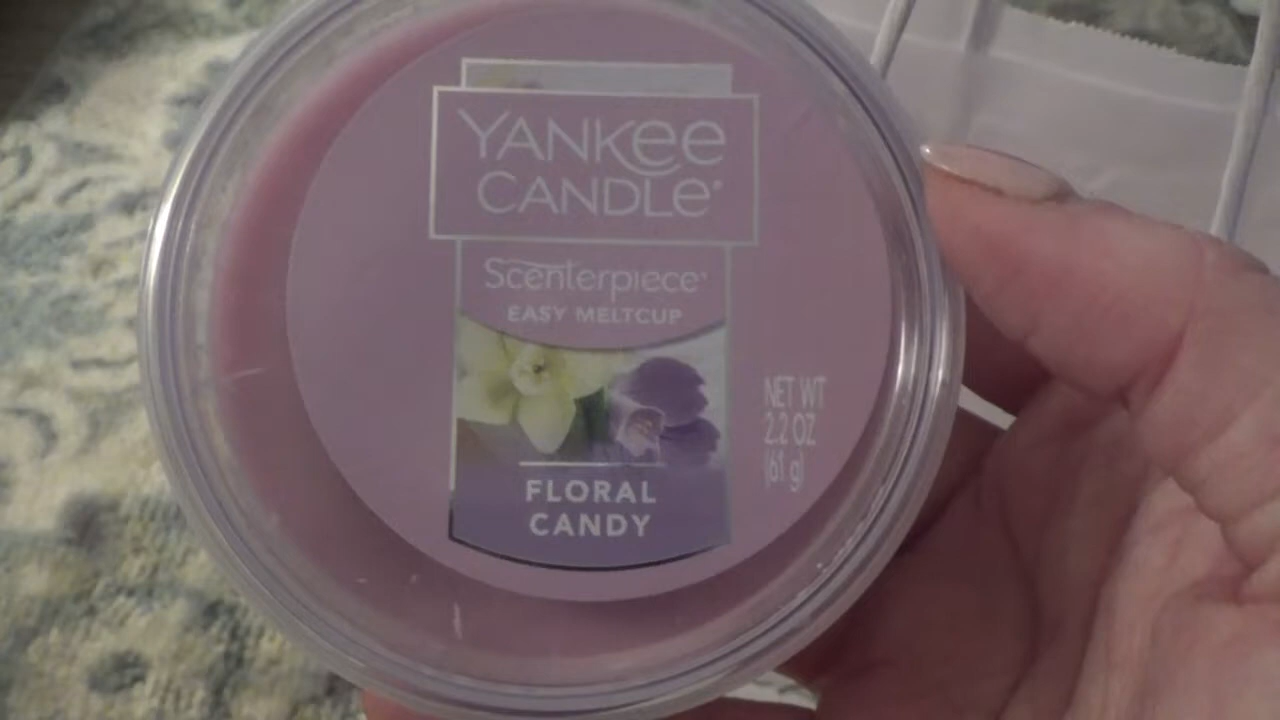 YANKEE
CANDLE®
Scenterpiece®
EASY MELTCUP
NET WT
2.2 OZ
(61 g)
FLORAL
CANDY